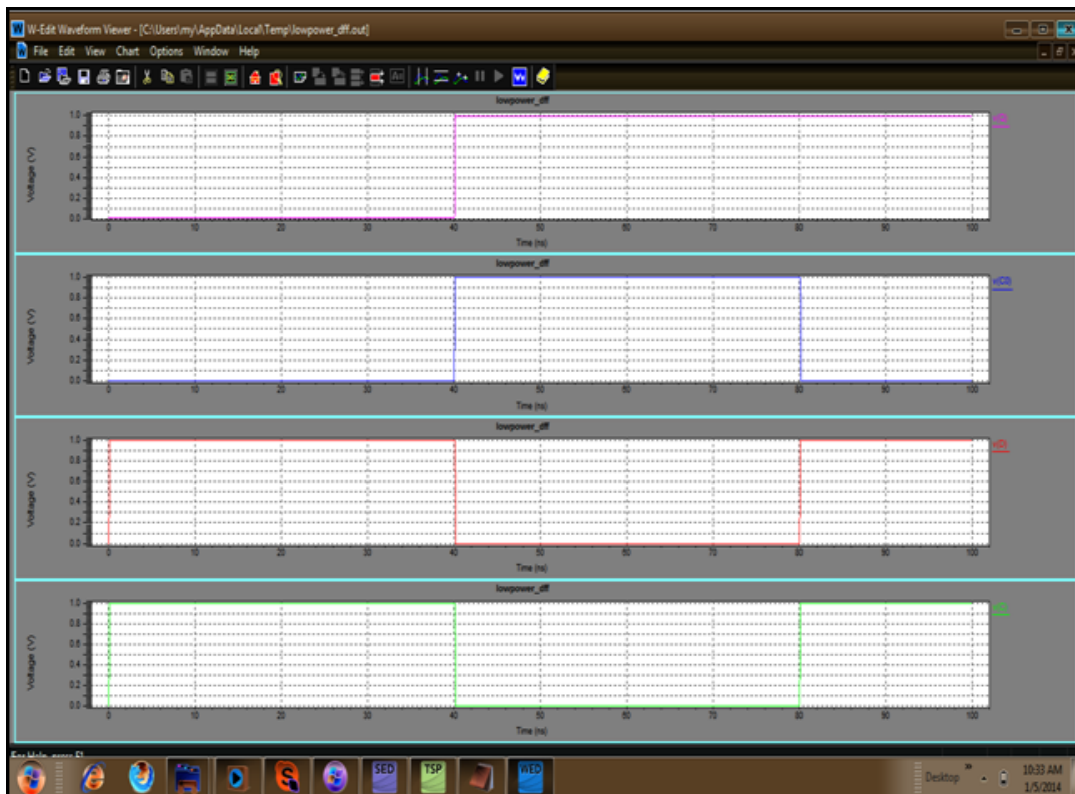 W-Edit Waveform Viewer - [C:\Users\my\AppData\Local\Temp\lowpower_dff.out]
File Edit View Chart Options Window Help
lowpower_dff
Voltage (V)
1.0
0.8
0.6
0.4
0.2
0.0
0 10 20 30 40 50 60 70 80 90 100
Time (ns)
lowpower_dff
v(C0)
Voltage (V)
1.0
0.8
0.6
0.4
0.2
0.0
0 10 20 30 40 50 60 70 80 90 100
Time (ns)
lowpower_dff
v(D)
Voltage (V)
1.0
0.8
0.6
0.4
0.2
0.0
0 10 20 30 40 50 60 70 80 90 100
Time (ns)
lowpower_dff
Voltage (V)
1.0
0.8
0.6
0.4
0.2
0.0
0 10 20 30 40 50 60 70 80 90 100
Time (ns)
For Help, press F1
SED TSP WED
Desktop
10:33 AM
1/5/2014